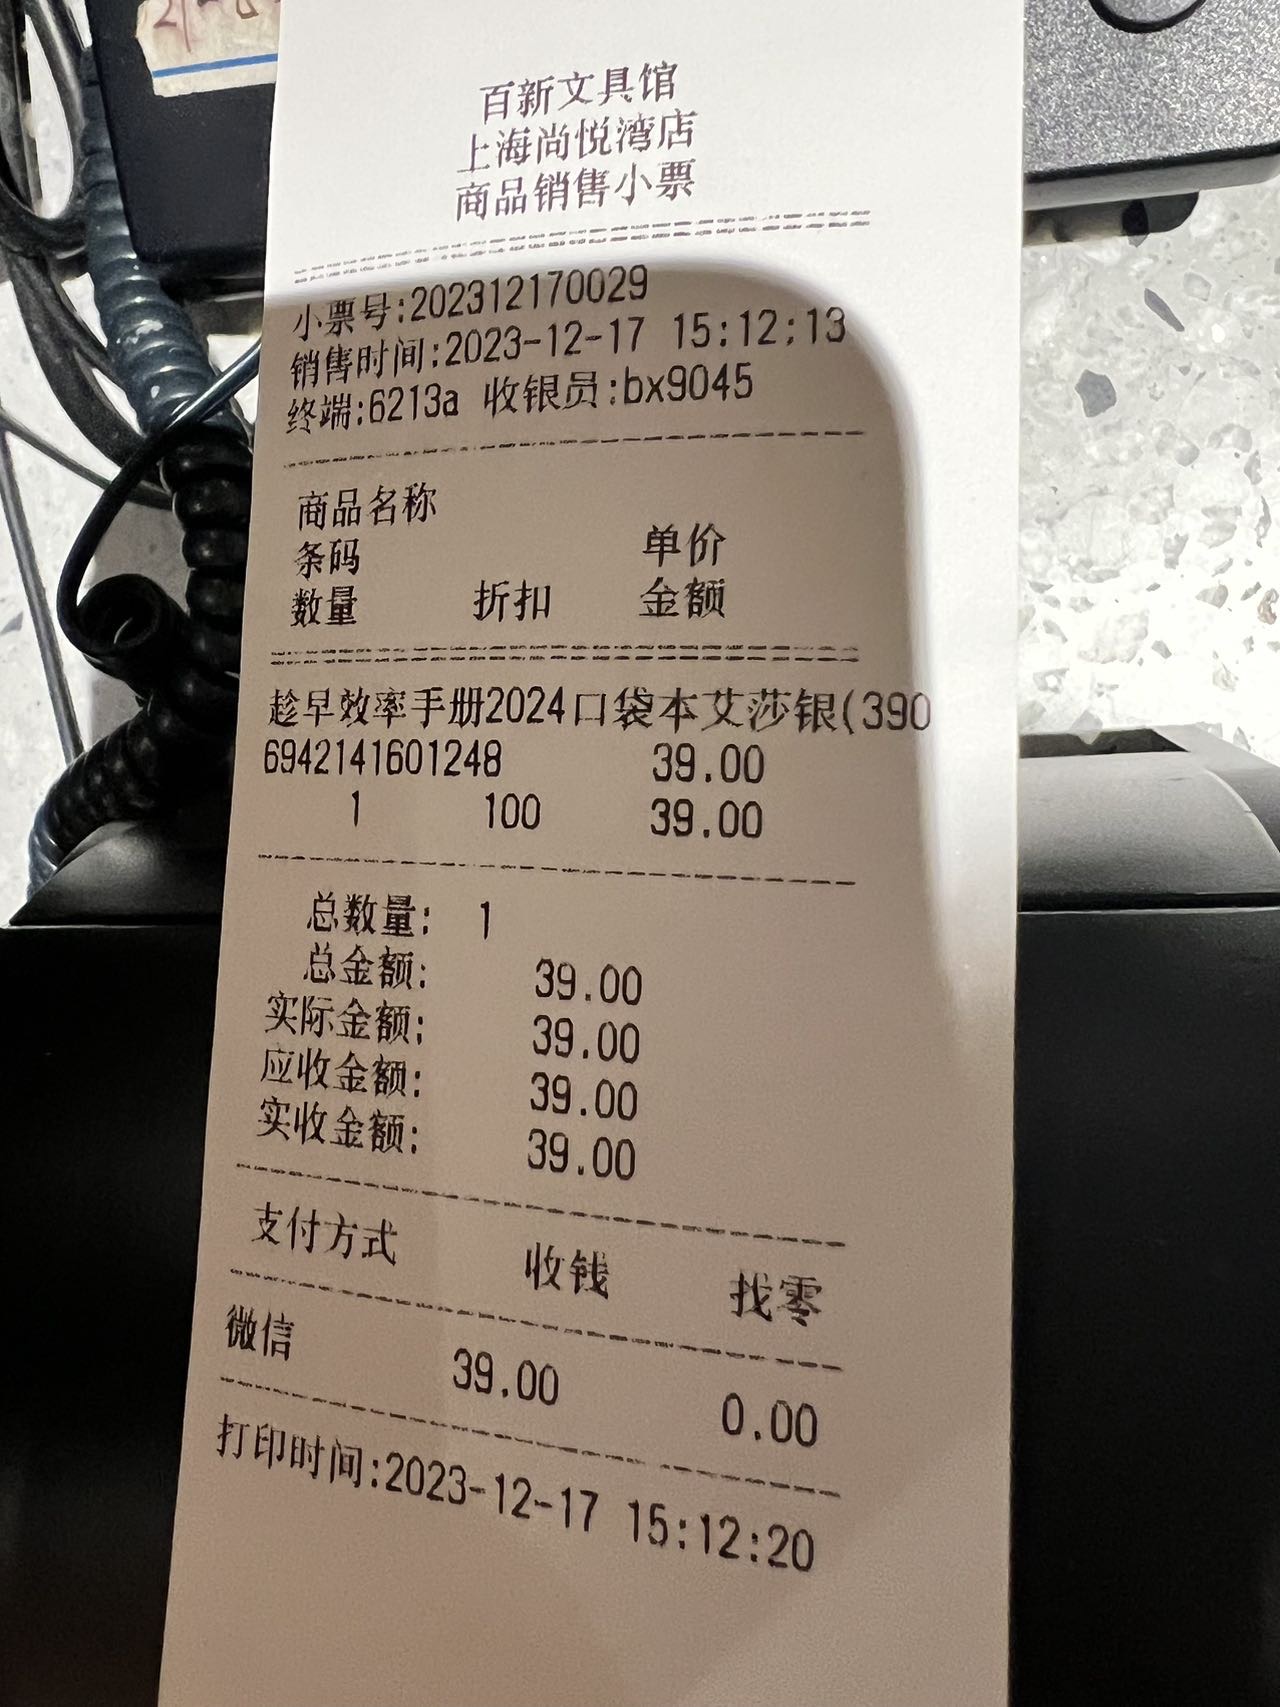 百新文具馆
上海尚悦湾店
商品销售小票
小票号:202312170029
销售时间:2023-12-17 15:12:13
终端:6213a 收银员:bx9045
商品名称
条码 单价
数量 折扣 金额
趁早效率手册2024口袋本艾莎银(390
6942141601248 39.00
1 100 39.00
总数量: 1
总金额: 39.00
实际金额: 39.00
应收金额: 39.00
实收金额: 39.00
支付方式 收钱 找零
微信 39.00 0.00
打印时间:2023-12-17 15:12:20